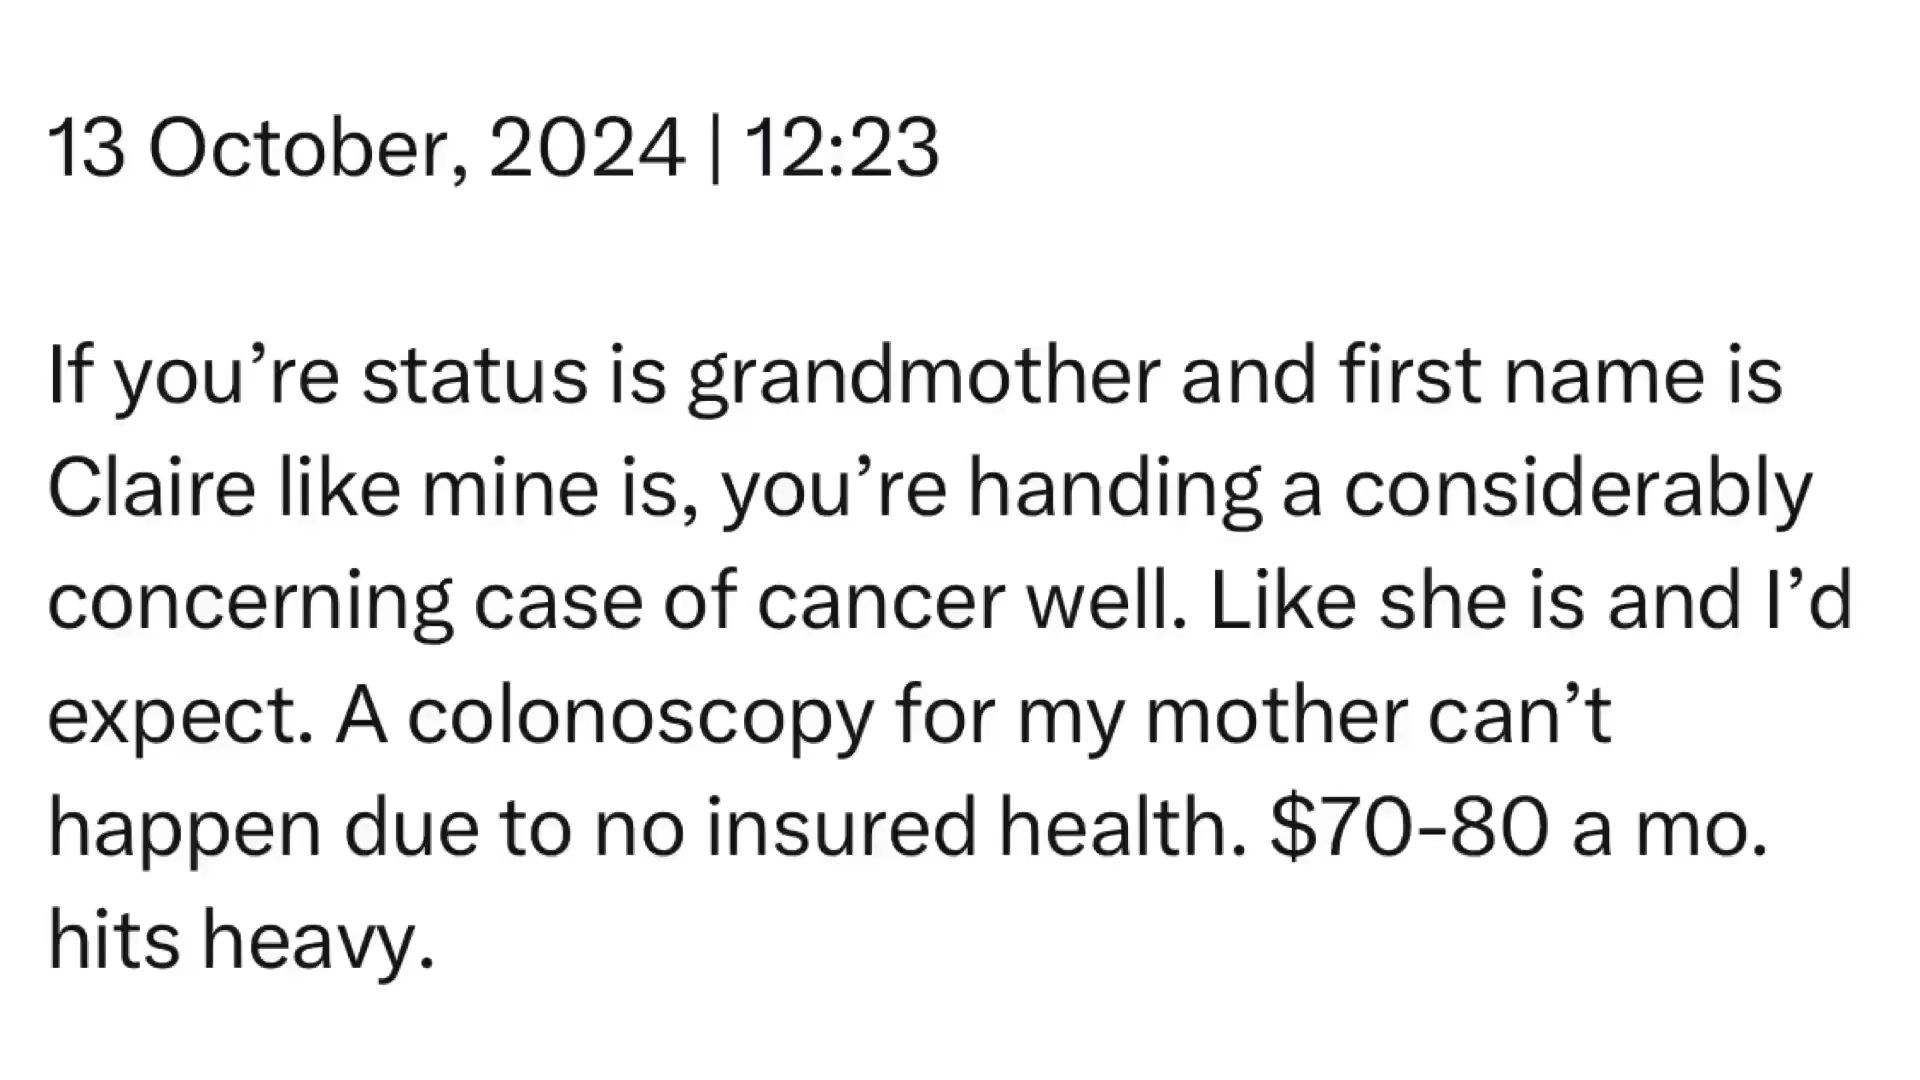 13 October, 2024 | 12:23
If you’re status is grandmother and first name is
Claire like mine is, you’re handing a considerably
concerning case of cancer well. Like she is and I’d
expect. A colonoscopy for my mother can’t
happen due to no insured health. $70-80 a mo.
hits heavy.